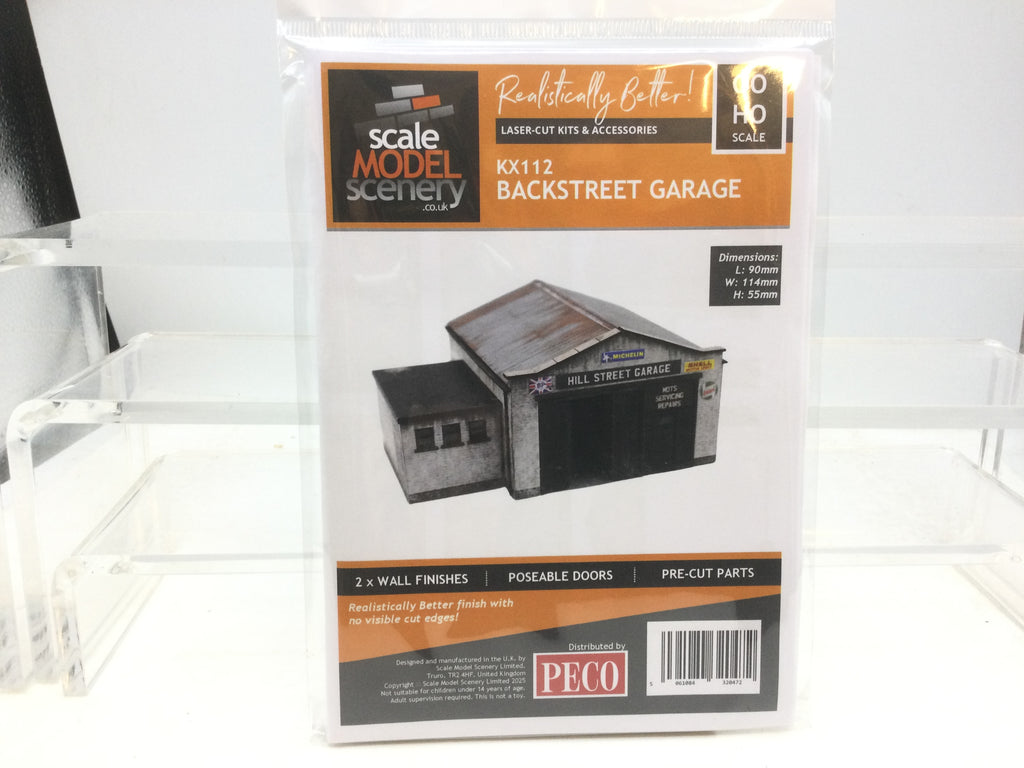 scale
MODEL
scenery
.co.uk
Realistically Better!
LASER-CUT KITS & ACCESSORIES
OO
HO
SCALE
KX112
BACKSTREET GARAGE
Dimensions:
L: 90mm
W: 114mm
H: 55mm
MICHELIN
HILL STREET GARAGE
SHELL
MOTS
SERVICING
REPAIRS
2 x WALL FINISHES
POSEABLE DOORS
PRE-CUT PARTS
Realistically Better finish with
no visible cut edges!
Designed and manufactured in the U.K. by
Scale Model Scenery Limited.
Truro, TR2 4HF, United Kingdom
Copyright © Scale Model Scenery Limited 2025
Not suitable for children under 14 years of age.
Adult supervision required. This is not a toy.
Distributed by
PECO
5 061084 320472